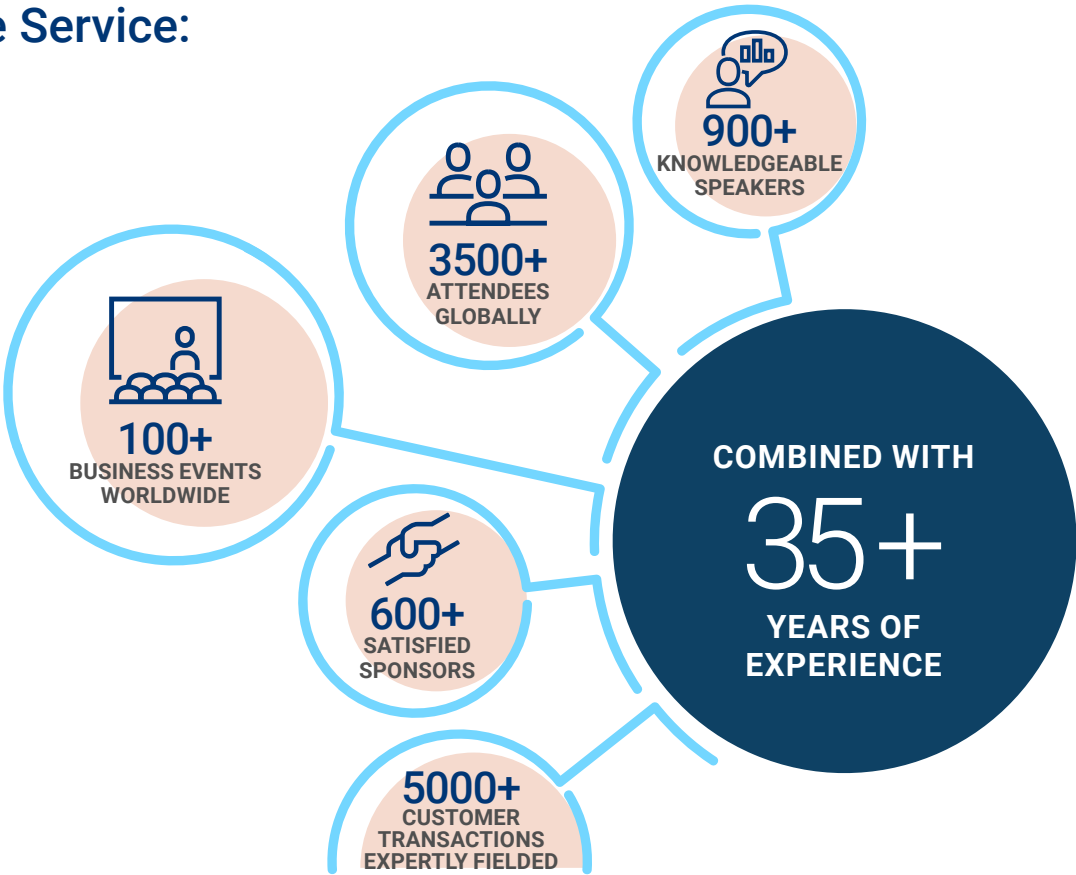 e Service:
900+
KNOWLEDGEABLE
SPEAKERS
3500+
ATTENDEES
GLOBALLY
100+
BUSINESS EVENTS
WORLDWIDE
COMBINED WITH
35+
YEARS OF
EXPERIENCE
600+
SATISFIED
SPONSORS
5000+
CUSTOMER
TRANSACTIONS
EXPERTLY FIELDED